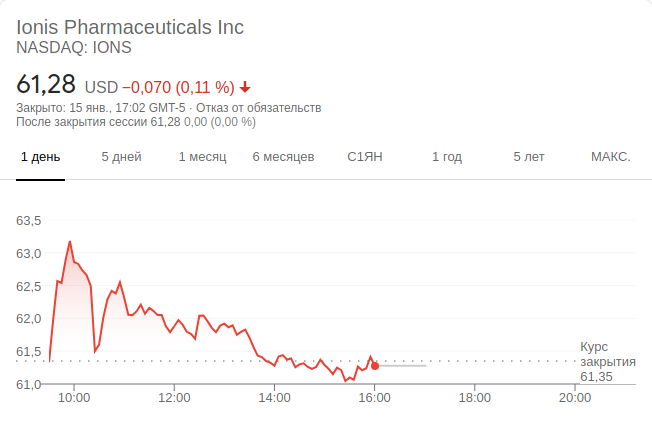 Ionis Pharmaceuticals Inc
NASDAQ: IONS
61,28 USD −0,070 (0,11 %)
Закрыто: 15 янв., 17:02 GMT-5 · Отказ от обязательств
После закрытия сессии 61,28 0,00 (0,00 %)
1 день 5 дней 1 месяц 6 месяцев С1ЯН 1 год 5 лет МАКС.
63,5
63,0
62,5
62,0
61,5
Курс
закрытия
61,35
61,0
10:00 12:00 14:00 16:00 18:00 20:00